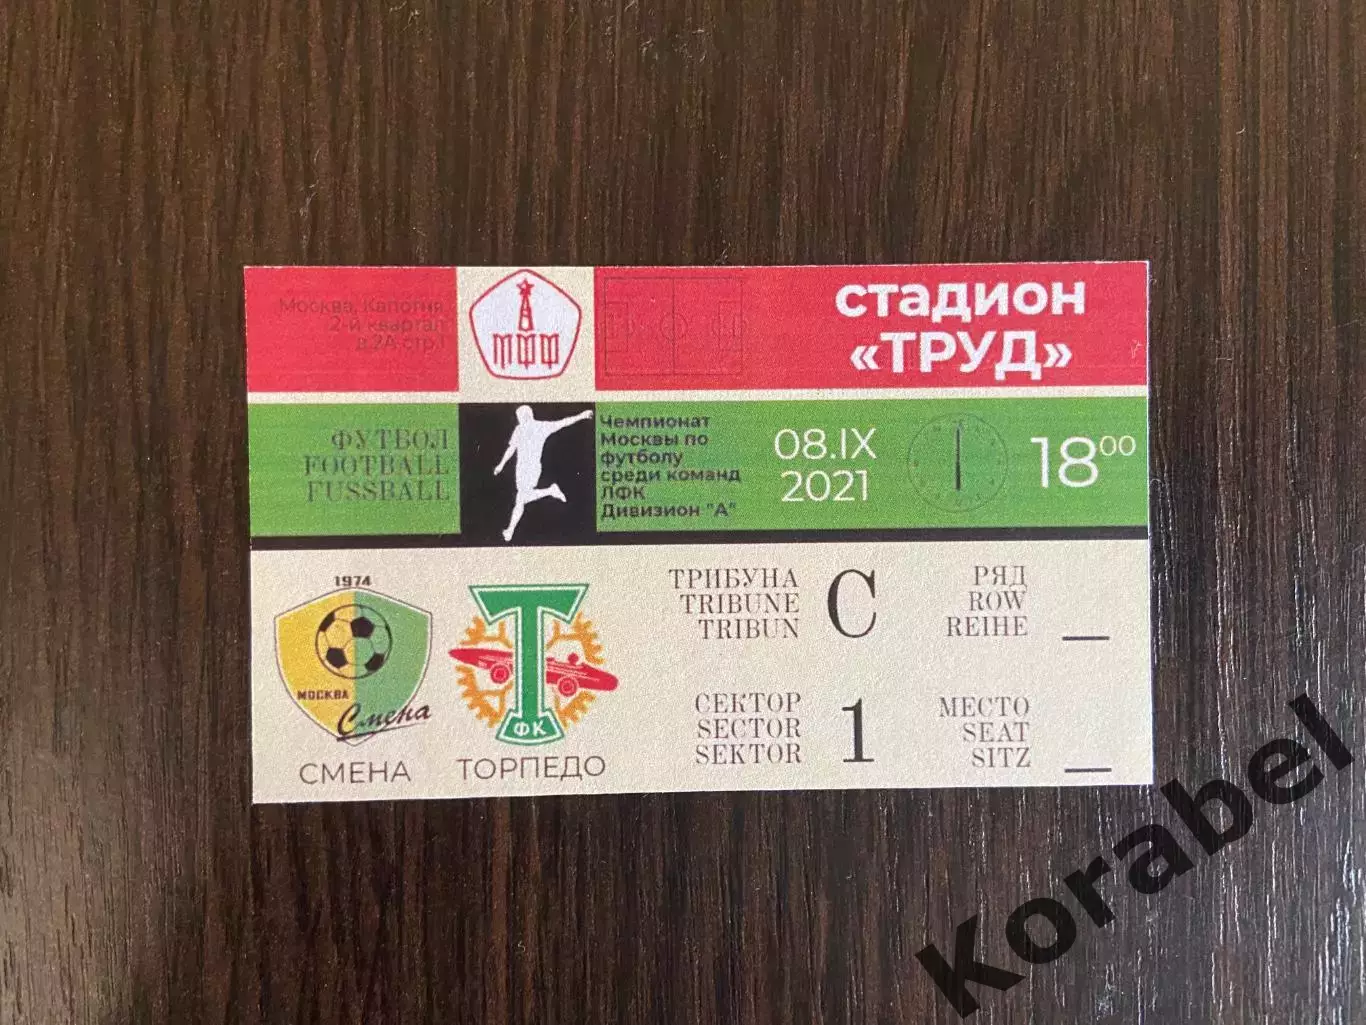 Москва, Капотня,
2-й квартал
д.2А стр.1
МФФ
СТАДИОН
«ТРУД»
ФУТБОЛ
FOOTBALL
FUSSBALL
Чемпионат
Москвы по
футболу
среди команд
ЛФК
Дивизион "А"
08.IX
2021
18⁰⁰
1974
МОСКВА
Смена
СМЕНА
Т
ФК
ТОРПЕДО
ТРИБУНА
TRIBUNE
TRIBUN
C
РЯД
ROW
REIHE
_
СЕКТОР
SECTOR
SEKTOR
1
МЕСТО
SEAT
SITZ
_
Korabel